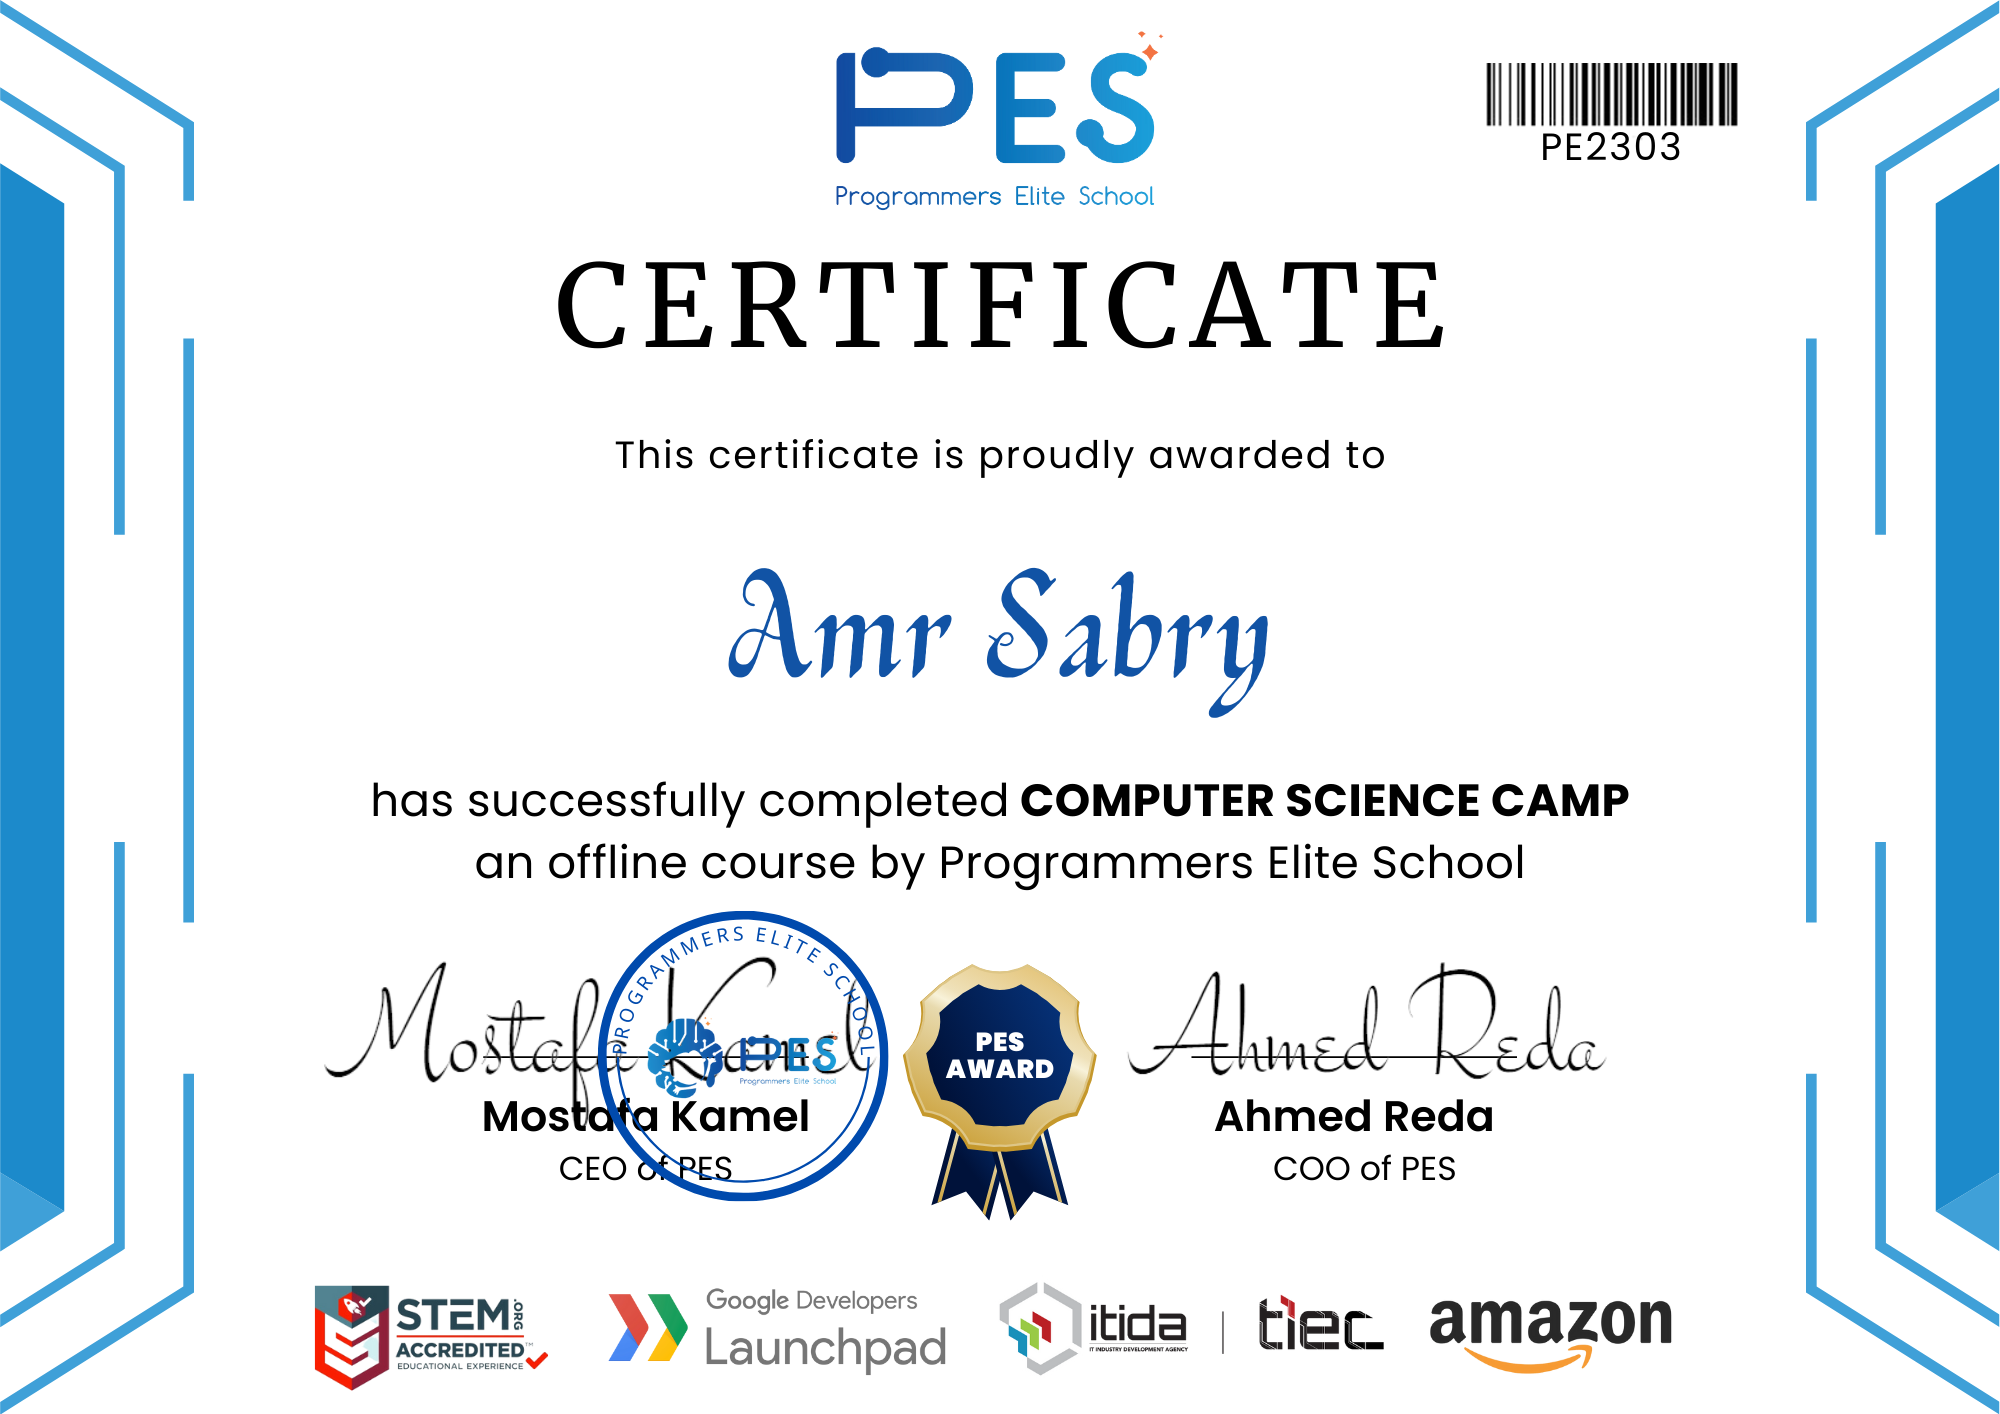 PES
Programmers Elite School
PE2303
CERTIFICATE
This certificate is proudly awarded to
Amr Sabry
has successfully completed COMPUTER SCIENCE CAMP
an offline course by Programmers Elite School
Mostafa Kamel
PROGRAMMERS ELITE SCHOOL
PES
Programmers Elite School
PES
AWARD
Ahmed Reda
Mostafa Kamel
Ahmed Reda
CEO of PES
COO of PES
STEM.ORG
ACCREDITED™
EDUCATIONAL EXPERIENCE
Google Developers
Launchpad
itida
IT INDUSTRY DEVELOPMENT AGENCY
tiec
amazon